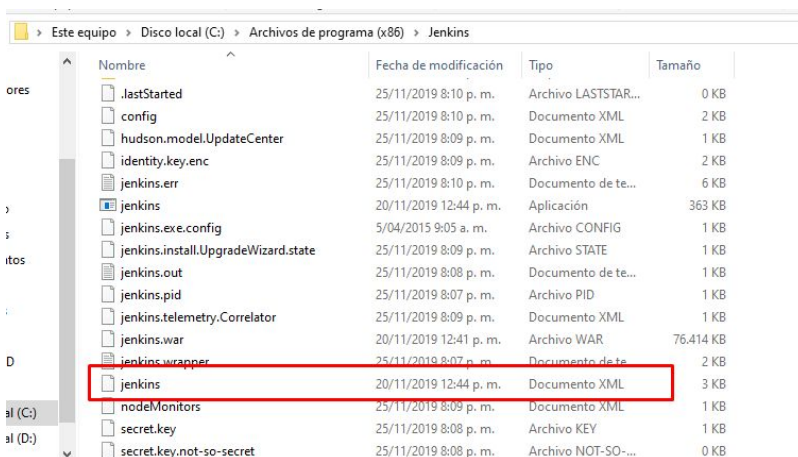 Este equipo > Disco local (C:) > Archivos de programa (x86) > Jenkins
Nombre Fecha de modificación Tipo Tamaño
ores
.lastStarted 25/11/2019 8:10 p. m. Archivo LASTSTAR... 0 KB
config 25/11/2019 8:10 p. m. Documento XML 2 KB
hudson.model.UpdateCenter 25/11/2019 8:09 p. m. Documento XML 1 KB
identity.key.enc 25/11/2019 8:09 p. m. Archivo ENC 2 KB
jenkins.err 25/11/2019 8:10 p. m. Documento de te... 6 KB
jenkins 20/11/2019 12:44 p. m. Aplicación 363 KB
jenkins.exe.config 5/04/2015 9:05 a. m. Archivo CONFIG 1 KB
jenkins.install.UpgradeWizard.state 25/11/2019 8:09 p. m. Archivo STATE 1 KB
atos
jenkins.out 25/11/2019 8:08 p. m. Documento de te... 1 KB
jenkins.pid 25/11/2019 8:07 p. m. Archivo PID 1 KB
jenkins.telemetry.Correlator 25/11/2019 8:09 p. m. Documento XML 1 KB
jenkins.war 20/11/2019 12:41 p. m. Archivo WAR 76.414 KB
D jenkins.wrapper 25/11/2019 8:07 p. m. Documento de te... 2 KB
jenkins 20/11/2019 12:44 p. m. Documento XML 3 KB
al (C:) nodeMonitors 25/11/2019 8:09 p. m. Documento XML 1 KB
secret.key 25/11/2019 8:08 p. m. Archivo KEY 1 KB
al (D:) secret.key.not-so-secret 25/11/2019 8:08 p. m. Archivo NOT-SO-... 0 KB